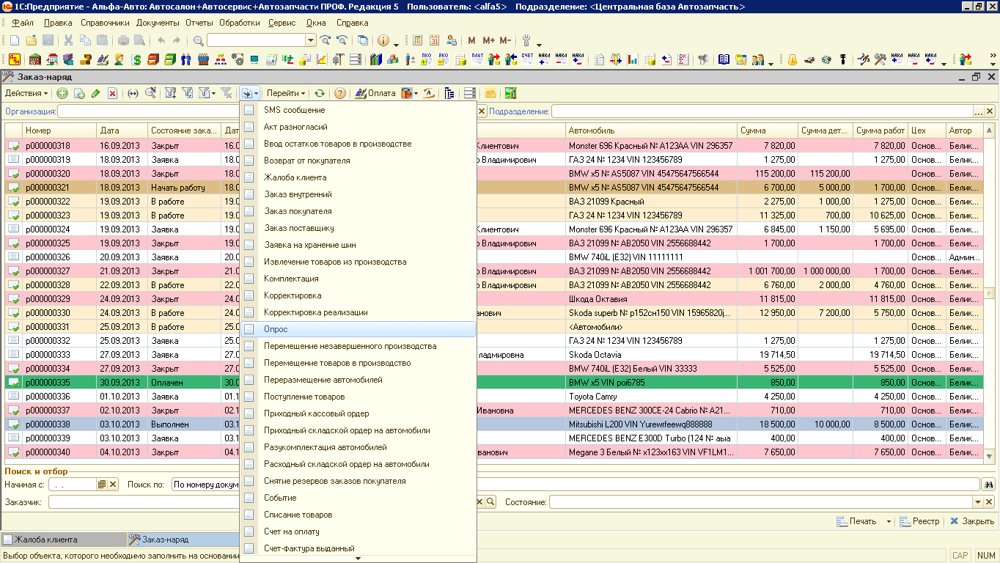 1С:Предприятие - Альфа-Авто: Автосалон+Автосервис+Автозапчасти ПРОФ. Редакция 5 Пользователь: <alfa5> Подразделение: <Центральная база Автозапчасть>
Файл Правка Справочники Документы Отчеты Обработки Сервис Окна Справка
M M+ M-
Заказ-наряд
Действия Перейти Оплата
Организация: Подразделение:
Номер Дата Состояние зака... Дат Автомобиль Сумма Сумма дет... Сумма работ Цех Автор
р000000318 16.09.2013 Закрыт 16.0 Клиентович Monster 696 Красный № А123АА VIN 296357 7 820,00 7 820,00 Основ... Белик...
р000000319 18.09.2013 Заявка 18.0 р Владимирович ГАЗ 24 № 1234 VIN 123456789 1 275,00 1 275,00 Основ... Белик...
р000000320 18.09.2013 Закрыт 18.0 BMW x5 № AS5087 VIN 45475647566544 115 200,00 115 200,00 Основ... Белик...
р000000321 18.09.2013 Начать работу 18.0 BMW x5 № AS5087 VIN 45475647566544 6 700,00 5 000,00 1 700,00 Основ... Белик...
р000000322 19.09.2013 В работе 19.0 ВАЗ 21099 Красный 2 275,00 1 000,00 1 275,00 Основ... Белик...
р000000323 19.09.2013 В работе 19.0 р Владимирович ГАЗ 24 № 1234 VIN 123456789 11 325,00 700,00 10 625,00 Основ... Белик...
р000000324 19.09.2013 Заявка 19.0 Клиентович Monster 696 Красный № А123АА VIN 296357 6 845,00 1 150,00 5 695,00 Основ... Белик...
р000000325 19.09.2013 Закрыт 19.0 р Владимирович ВАЗ 21099 № АВ2050 VIN 2556688442 1 700,00 1 700,00 Основ... Белик...
р000000326 20.09.2013 Заявка 20.0 BMW 740iL (E32) VIN 11111111 Основ... Админ...
р000000327 21.09.2013 Закрыт 21.0 р Владимирович ВАЗ 21099 № АВ2050 VIN 2556688442 1 001 700,00 1 000 000,00 1 700,00 Основ... Белик...
р000000328 22.09.2013 В работе 22.0 р Владимирович ВАЗ 21099 № АВ2050 VIN 2556688442 6 760,00 2 000,00 4 760,00 Основ... Белик...
р000000329 24.09.2013 Закрыт 24.0 Шкода Октавия 11 815,00 11 815,00 Основ... Белик...
р000000330 24.09.2013 В работе 24.0 анович Skoda superb № р152сн150 VIN 15965820j... 12 950,00 7 200,00 5 750,00 Основ... Белик...
р000000331 25.09.2013 В работе 25.0 <Автомобили> Основ... Белик...
р000000332 25.09.2013 Заявка 25.0 ГАЗ 24 № 1234 VIN 123456789 1 275,00 1 275,00 Основ... Белик...
р000000333 27.09.2013 Заявка 27.0 ладмировна Skoda Octavia 19 714,50 19 714,50 Основ... Белик...
р000000334 27.09.2013 Закрыт 27.0 BMW 740iL (E32) Белый VIN 33333 5 525,00 5 525,00 Основ... Белик...
р000000335 30.09.2013 Оплачен 30.0 BMW x5 VIN poi6785 850,00 850,00 Основ... Белик...
р000000336 01.10.2013 Заявка 01.1 Toyota Camry 4 250,00 4 250,00 Основ... Белик...
р000000337 02.10.2013 Закрыт 02.1 Ивановна MERCEDES BENZ 300CE-24 Cabrio № А21... 710,00 710,00 Основ... Белик...
р000000338 03.10.2013 Выполнен 03.1 Mitsubishi L200 VIN Yurewrfeewq888888 18 500,00 10 000,00 8 500,00 Основ... Белик...
р000000339 03.10.2013 Заявка 03.1 MERCEDES BENZ E300D Turbo (124 № аыа 400,00 400,00 Основ... Белик...
р000000340 04.10.2013 Закрыт 04.1 ванович Megane 3 Белый № х123хх163 VIN VF1LM1... 7 650,00 7 650,00 Основ... Белик...
SMS сообщение
Акт разногласий
Ввод остатков товаров в производстве
Возврат от покупателя
Жалоба клиента
Заказ внутренний
Заказ покупателя
Заказ поставщику
Заявка на хранение шин
Извлечение товаров из производства
Комплектация
Корректировка
Корректировка реализации
Опрос
Перемещение незавершенного производства
Перемещение товаров в производство
Переразмещение автомобилей
Поступление товаров
Приходный кассовый ордер
Приходный складской ордер на автомобили
Разукомплектация автомобилей
Расходный складской ордер на автомобили
Снятие резервов заказов покупателя
Событие
Списание товаров
Счет на оплату
Счет-фактура выданный
Поиск и отбор
Начиная с: . . Поиск по: По номеру докум
Заказчик: Состояние:
Печать Реестр Закрыть
Жалоба клиента Заказ-наряд
Выбор объекта, которого необходимо заполнить на основании CAP NUM